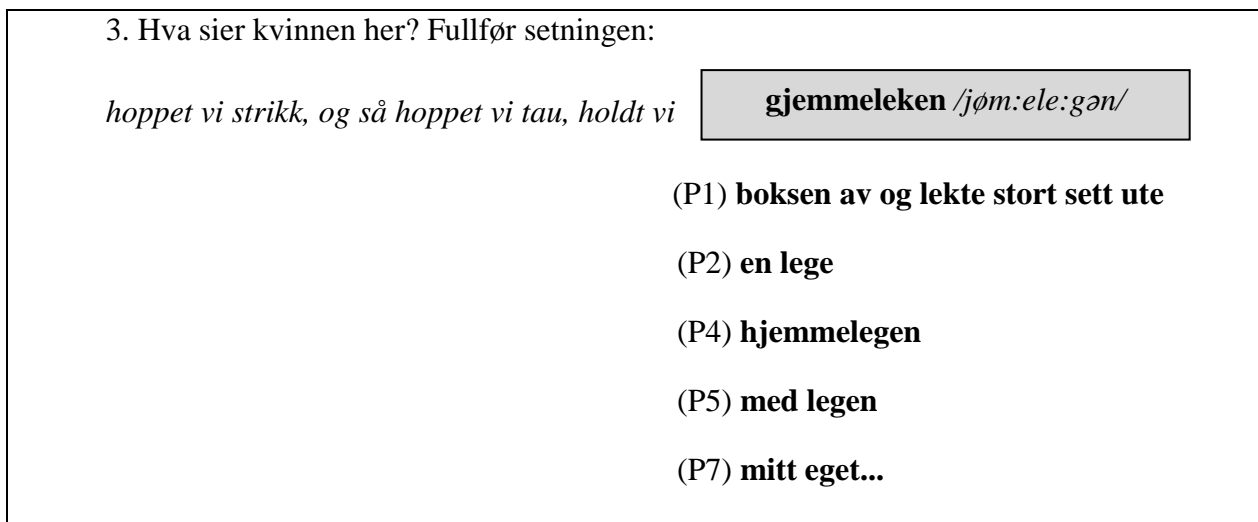 3. Hva sier kvinnen her? Fullfør setningen:
hoppet vi strikk, og så hoppet vi tau, holdt vi gjemmeleken /jøm:ele:gən/
(P1) boksen av og lekte stort sett ute
(P2) en lege
(P4) hjemmelegen
(P5) med legen
(P7) mitt eget...